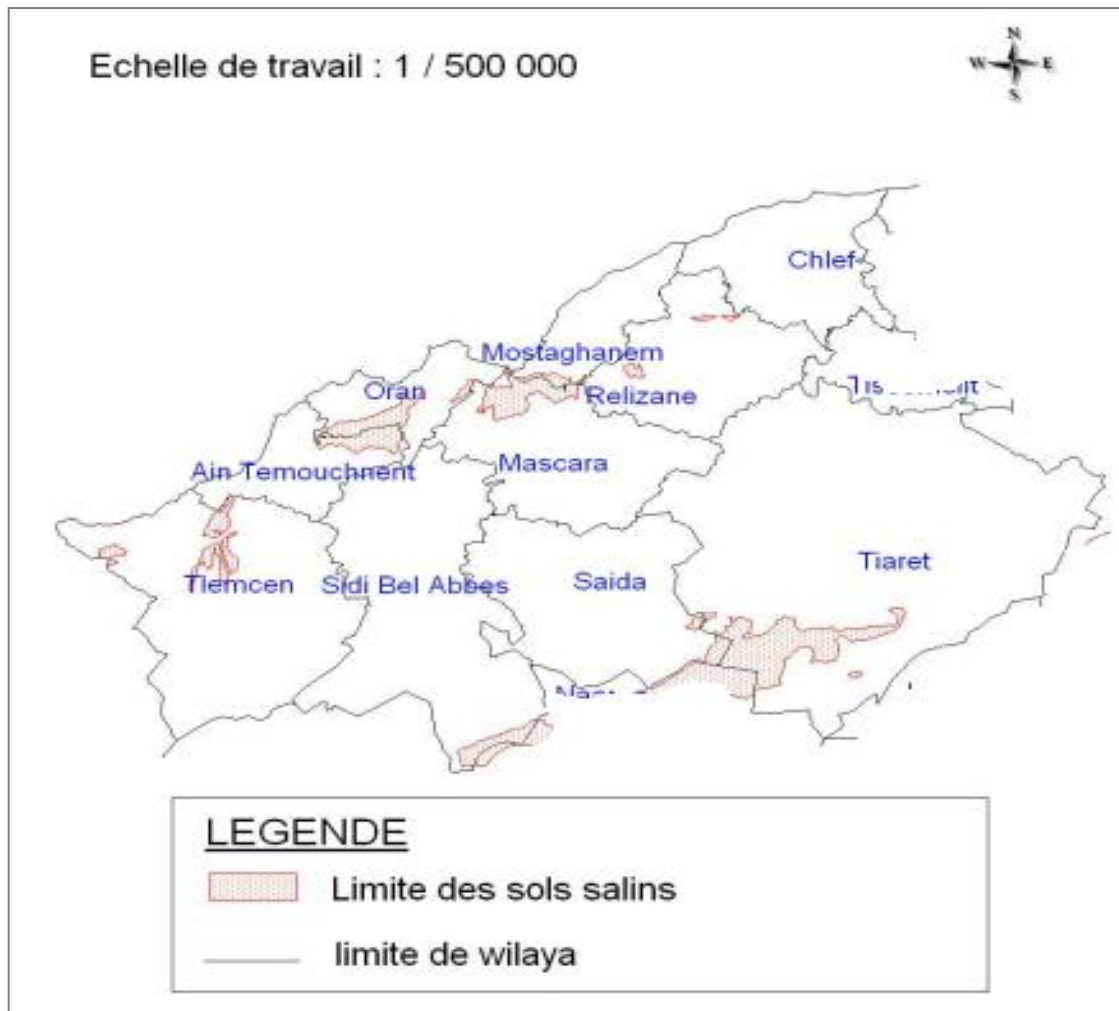 Echelle de travail : 1 / 500 000
N
W E
S
Chlef
Mostaghanem
Oran
Relizane
Ain Temouchnent
Mascara
Tiaret
Tlemcen
Sidi Bel Abbes
Saida
LEGENDE
Limite des sols salins
limite de wilaya